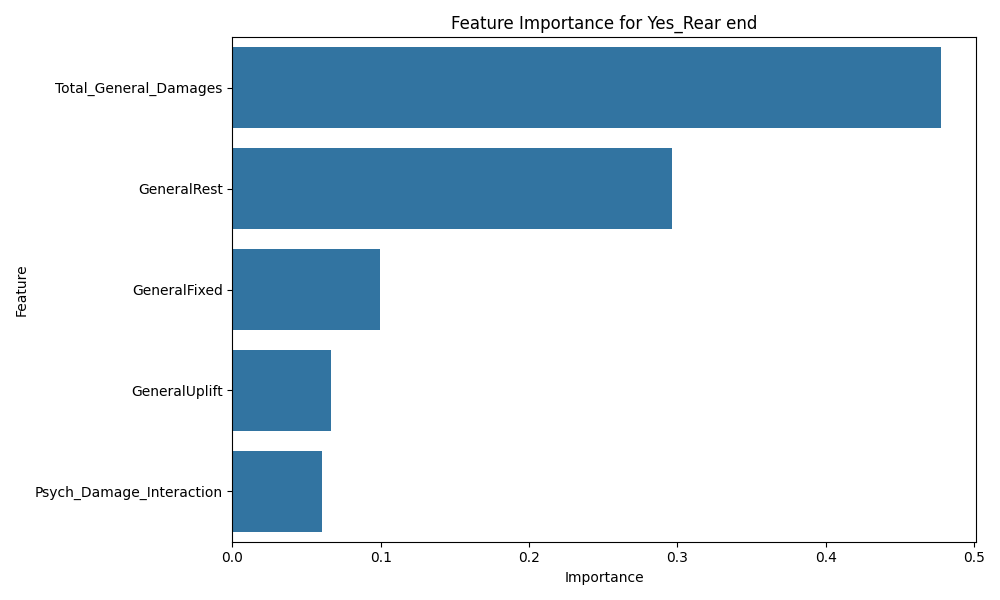 Feature Importance for Yes_Rear end
Feature
Total_General_Damages
GeneralRest
GeneralFixed
GeneralUplift
Psych_Damage_Interaction
0.0 0.1 0.2 0.3 0.4 0.5
Importance